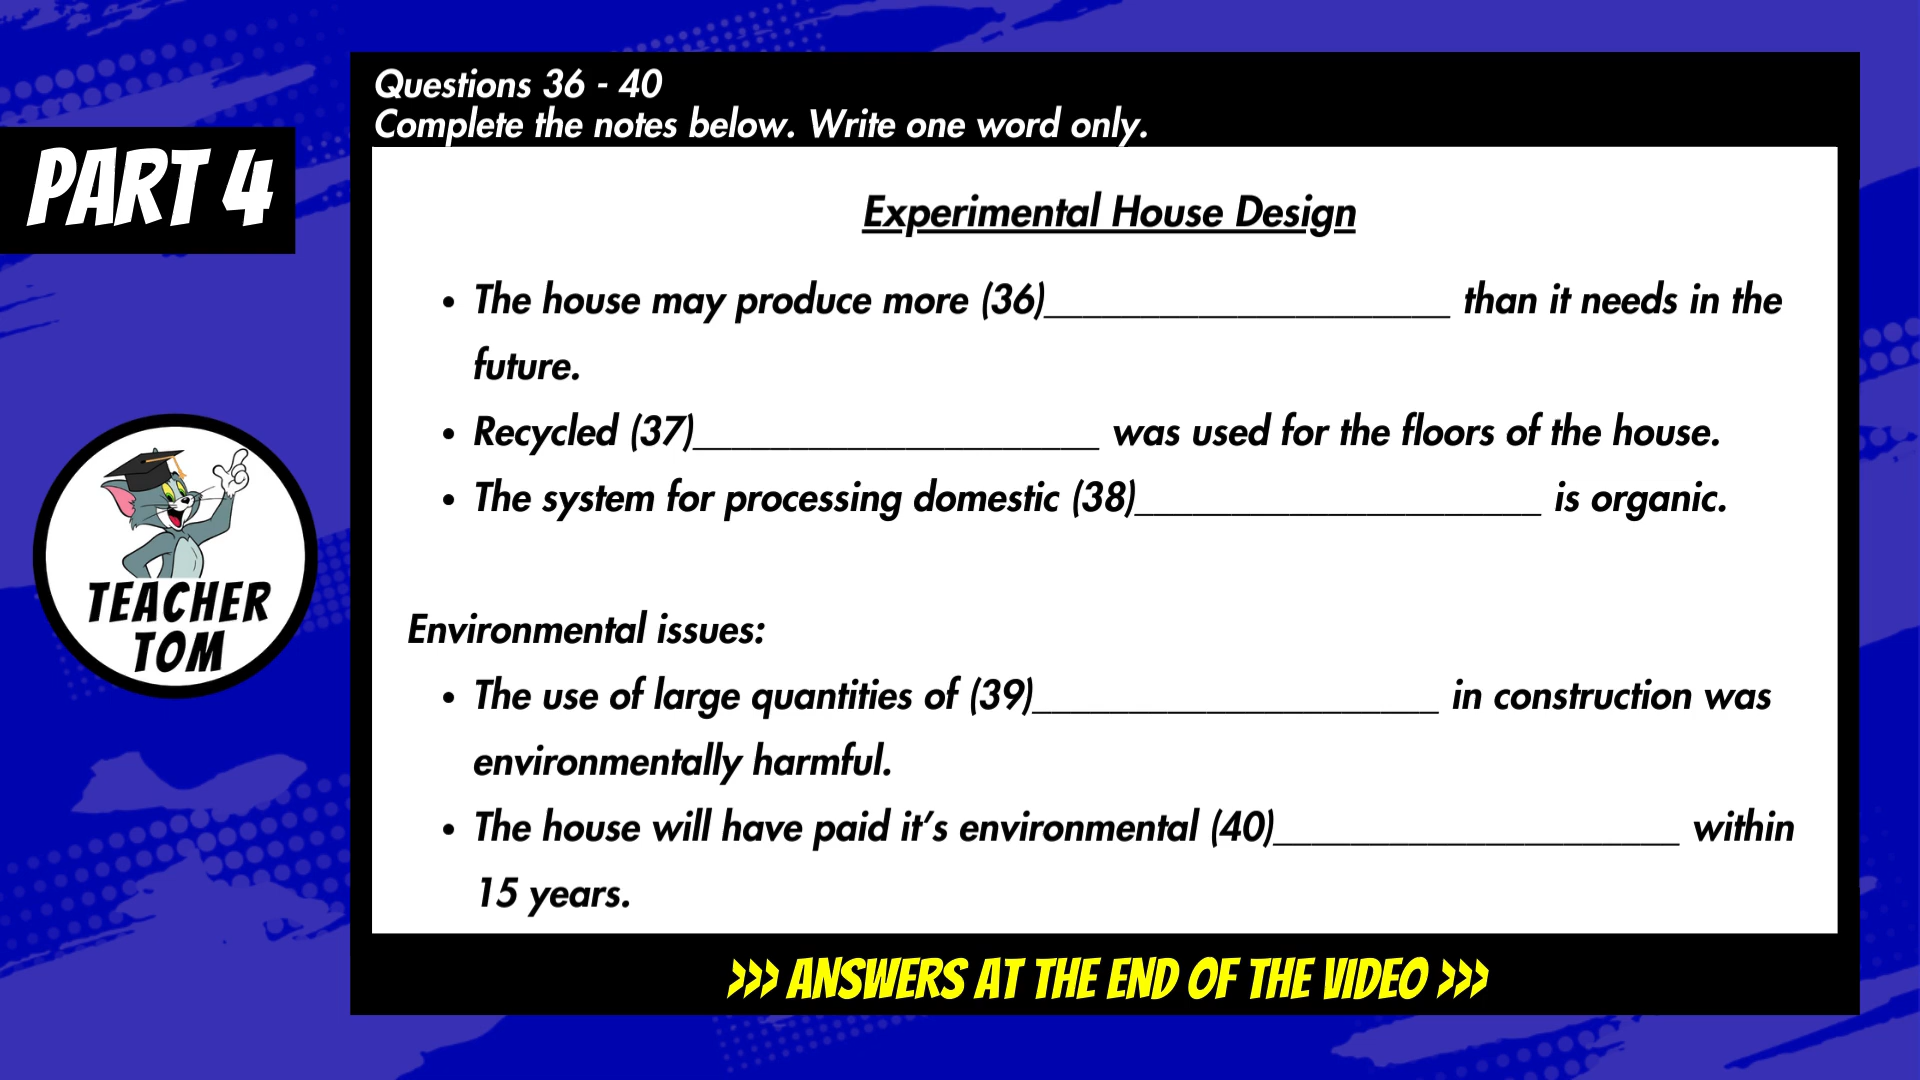 Questions 36 - 40
Complete the notes below. Write one word only.
PART 4
Experimental House Design
• The house may produce more (36)____________________ than it needs in the
future.
• Recycled (37)____________________ was used for the floors of the house.
• The system for processing domestic (38)____________________ is organic.
TEACHER
TOM
Environmental issues:
• The use of large quantities of (39)____________________ in construction was
environmentally harmful.
• The house will have paid it’s environmental (40)____________________ within
15 years.
>>> ANSWERS AT THE END OF THE VIDEO >>>